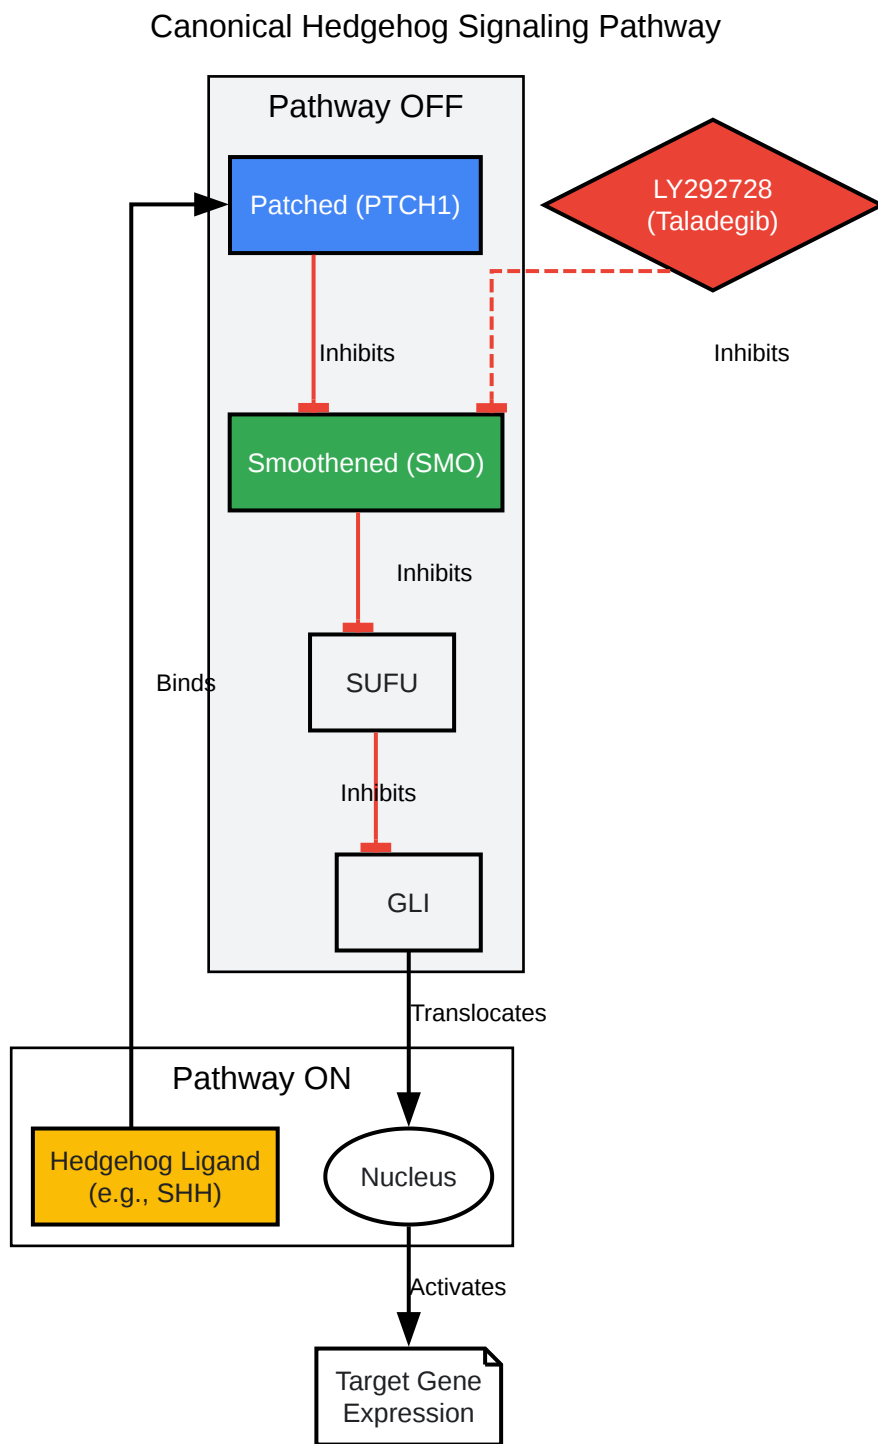 Canonical Hedgehog Signaling Pathway
Pathway OFF
Patched (PTCH1)
LY292728
(Taladegib)
Inhibits
Inhibits
Smoothened (SMO)
Inhibits
SUFU
Binds
Inhibits
GLI
Translocates
Pathway ON
Hedgehog Ligand
(e.g., SHH)
Nucleus
Activates
Target Gene
Expression